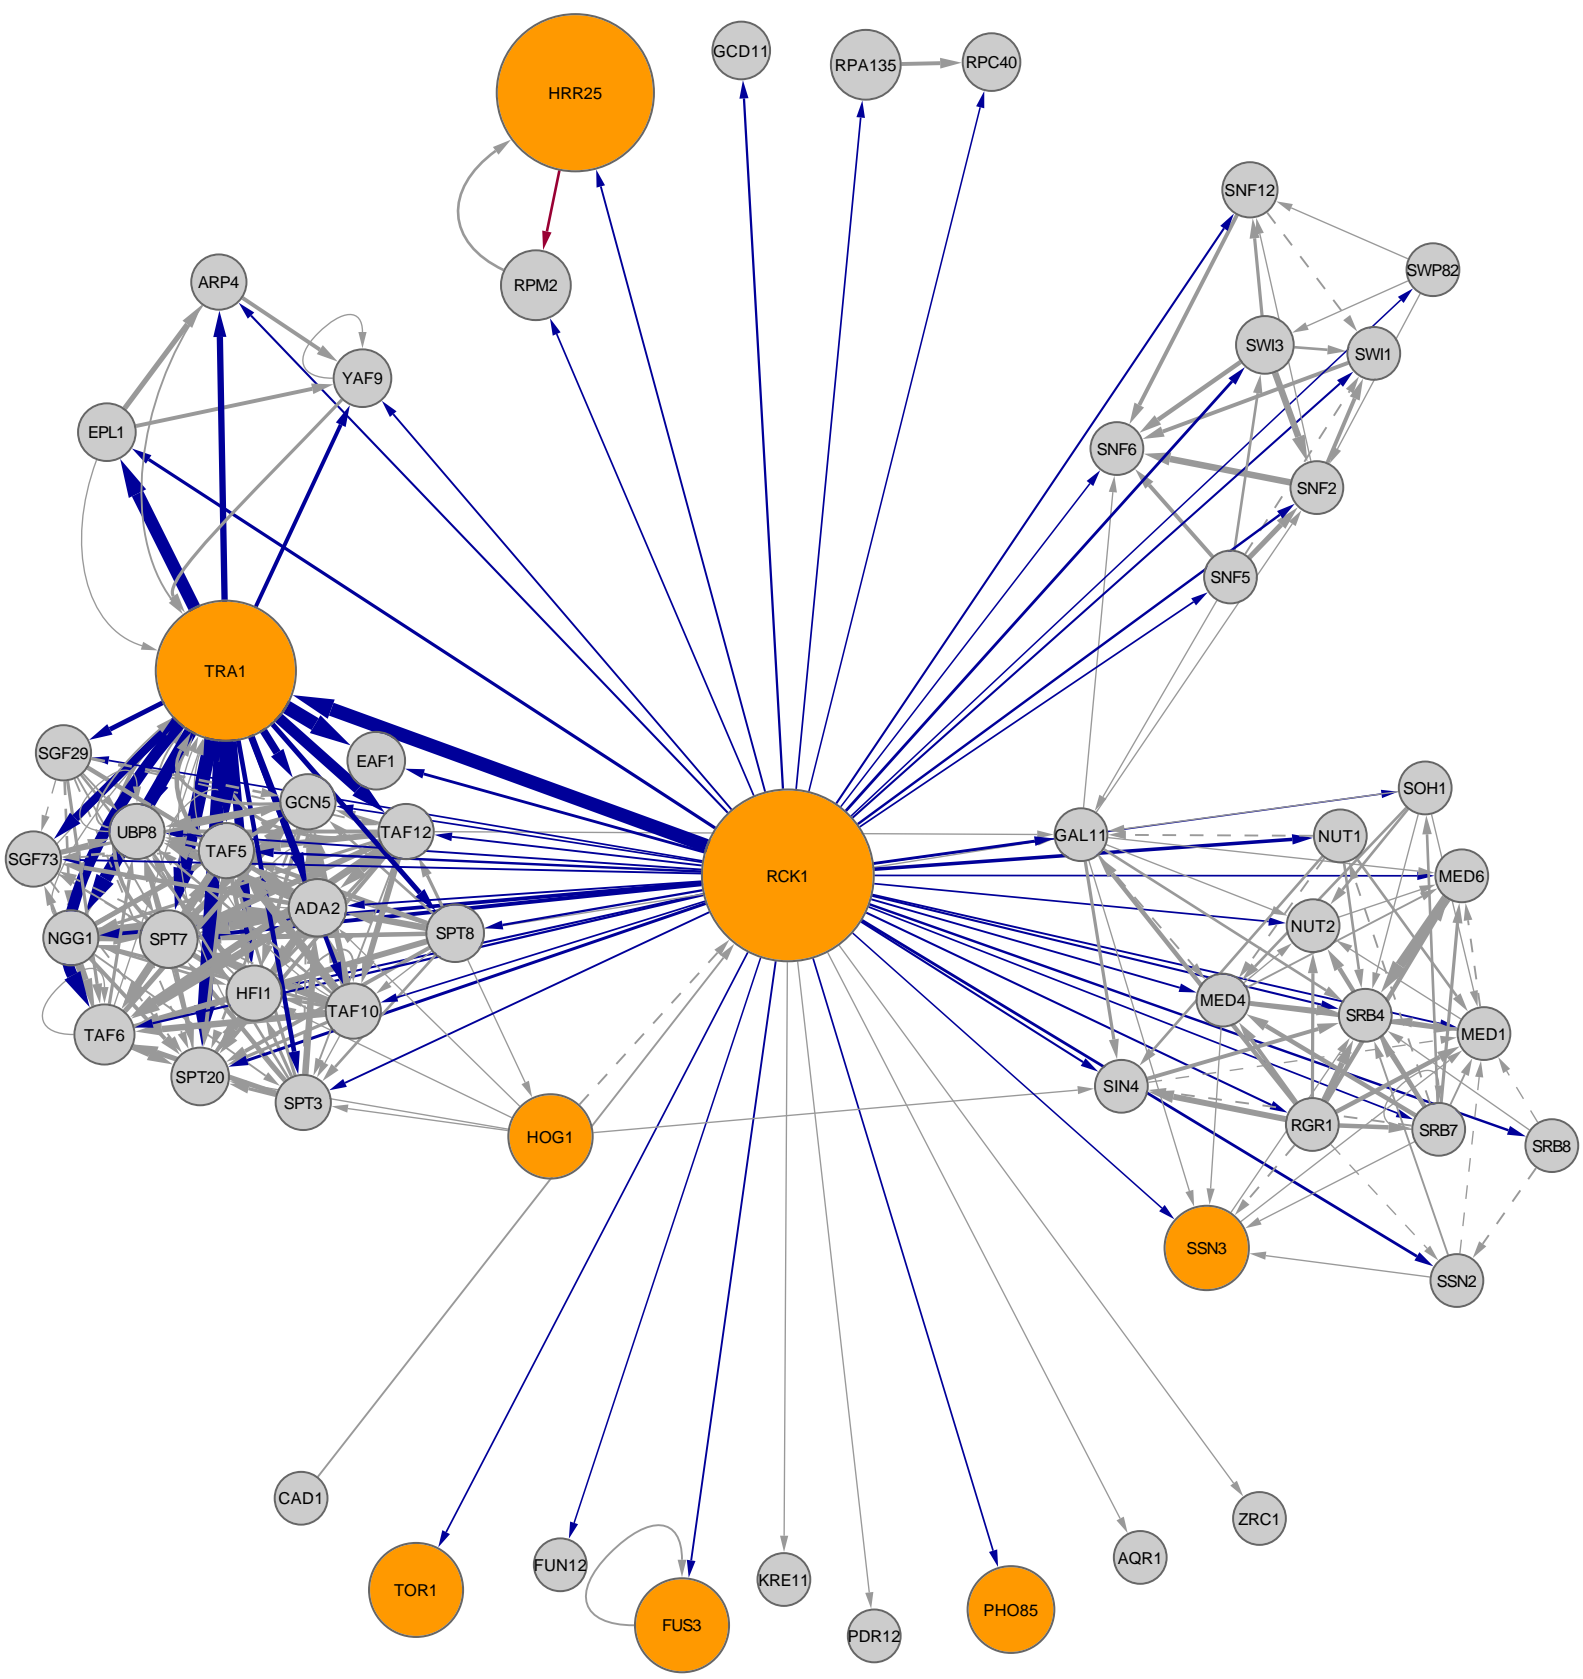 GCD11
RPA135
RPC40
HRR25
SNF12
SWP82
ARP4
RPM2
SWI3
SWI1
YAF9
EPL1
SNF6
SNF2
SNF5
TRA1
SGF29
EAF1
SOH1
GCN5
UBP8
TAF12
GAL11
NUT1
TAF5
SGF73
RCK1
MED6
ADA2
NUT2
NGG1
SPT7
SPT8
HFI1
MED4
TAF10
SRB4
TAF6
MED1
SPT20
SIN4
SPT3
RGR1
SRB7
HOG1
SRB8
SSN3
SSN2
CAD1
ZRC1
AQR1
FUN12
KRE11
TOR1
PHO85
FUS3
PDR12